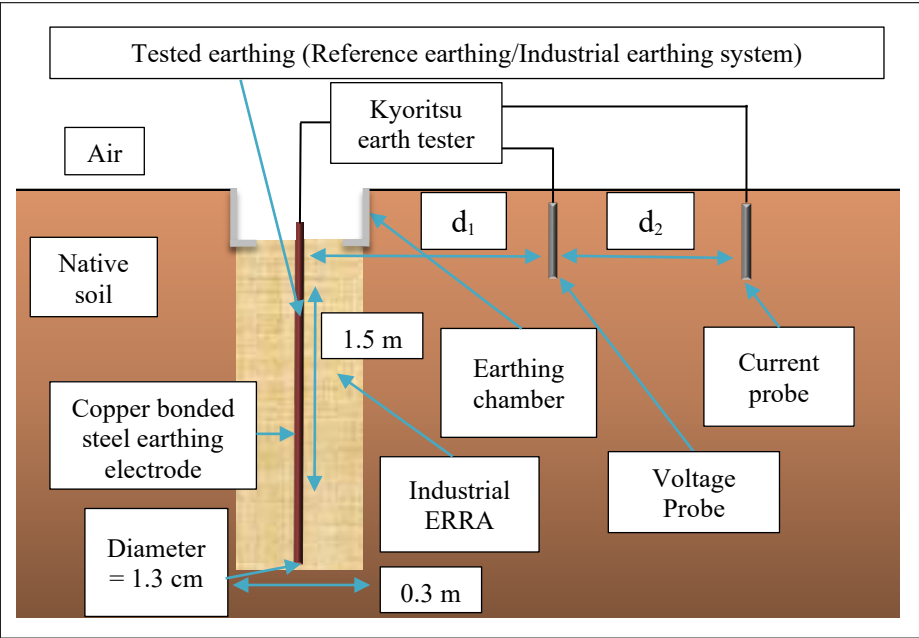 Tested earthing (Reference earthing/Industrial earthing system)
Kyoritsu
earth tester
Air
d₁
d₂
Native
soil
1.5 m
Earthing
chamber
Current
probe
Copper bonded
steel earthing
electrode
Industrial
ERRA
Voltage
Probe
Diameter
= 1.3 cm
0.3 m